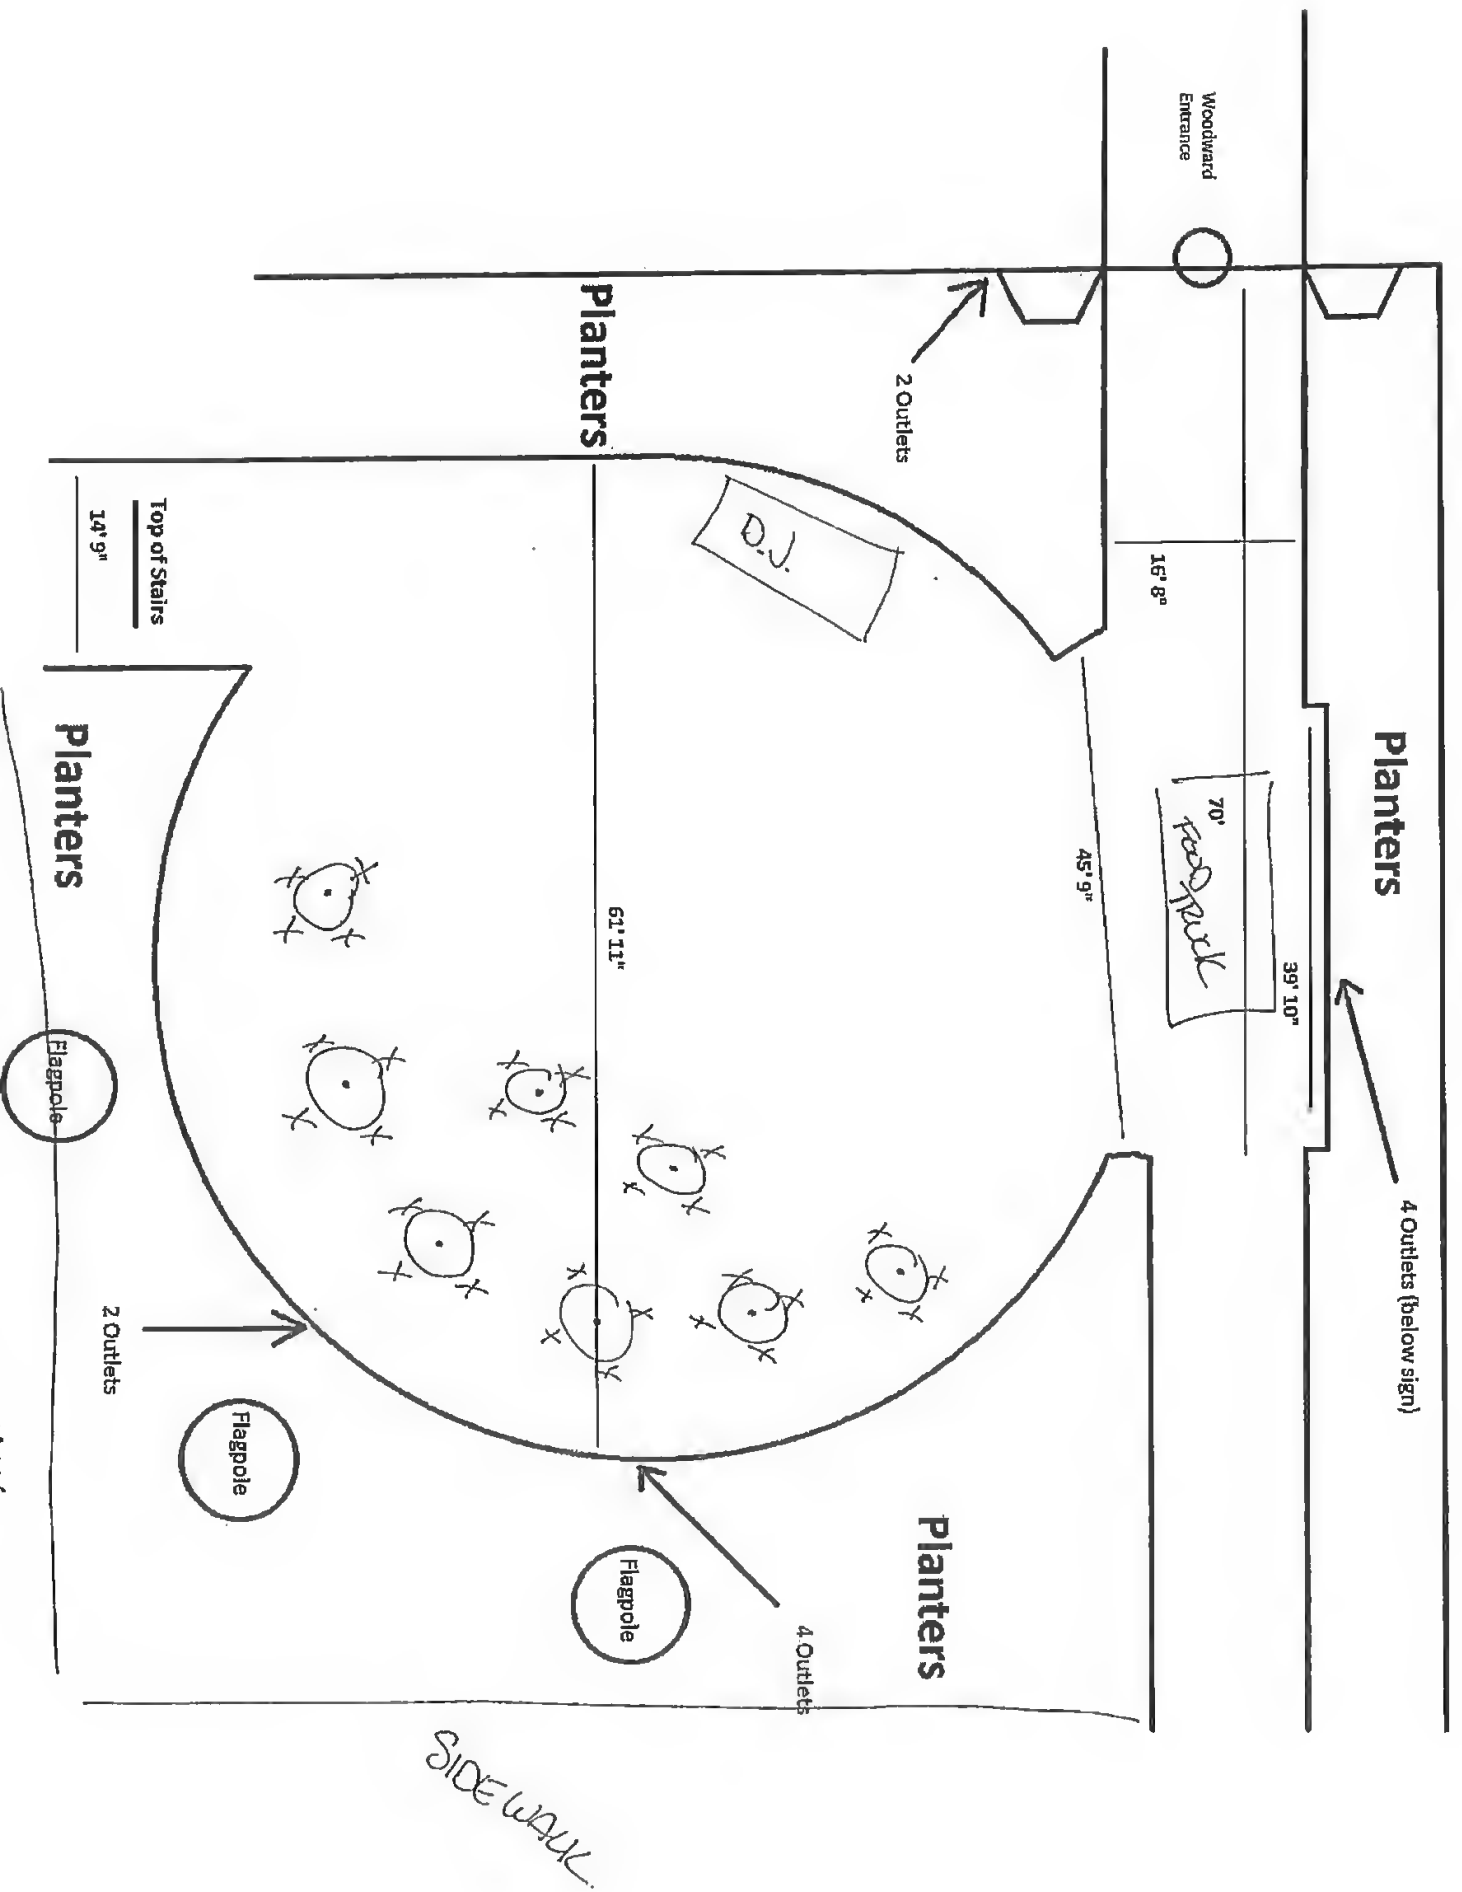 Woodward
Entrance
Planters
2 Outlets
16' 8"
Planters
4 Outlets (below sign)
39' 10"
70'
FOOD TRUCK
45' 9"
D.J.
Planters
61' 11"
Top of Stairs
14' 9"
Planters
Flagpole
Flagpole
Flagpole
2 Outlets
4 Outlets
SIDEWALK